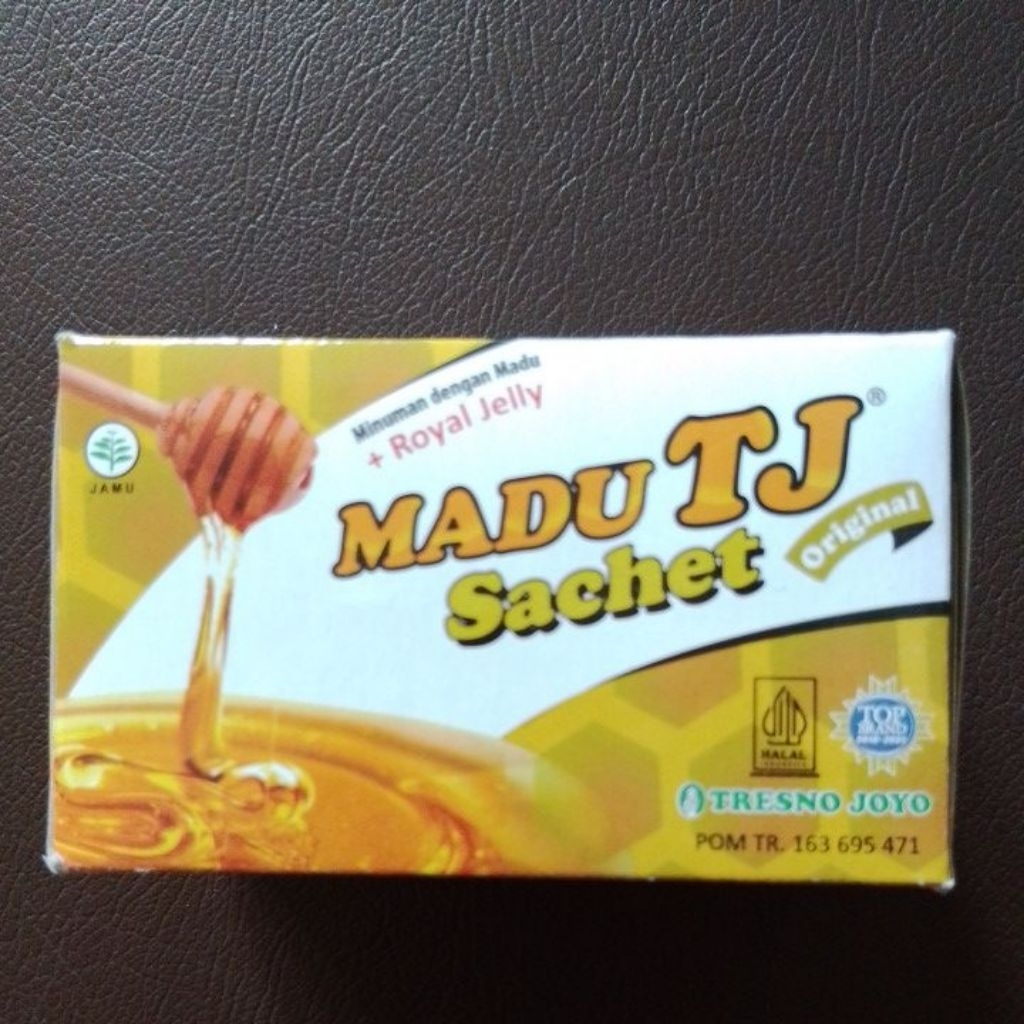 Minuman dengan Madu
+ Royal Jelly
MADU TJ®
Sachet
Original
JAMU
HALAL
INDONESIA
TOP
BRAND
TRESNO JOYO
POM TR. 163 695 471